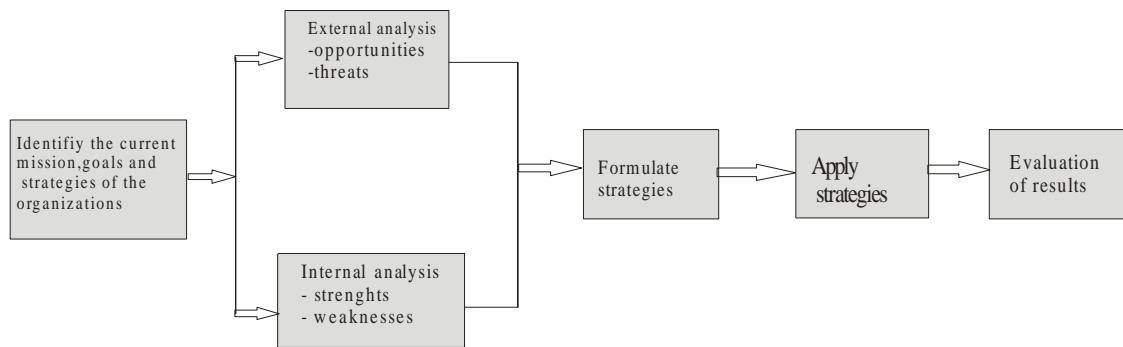 Identifiy the current
mission,goals and
strategies of the
organizations
External analysis
-opportunities
-threats
Internal analysis
- strenghts
- weaknesses
Formulate
strategies
Apply
strategies
Evaluation
of results